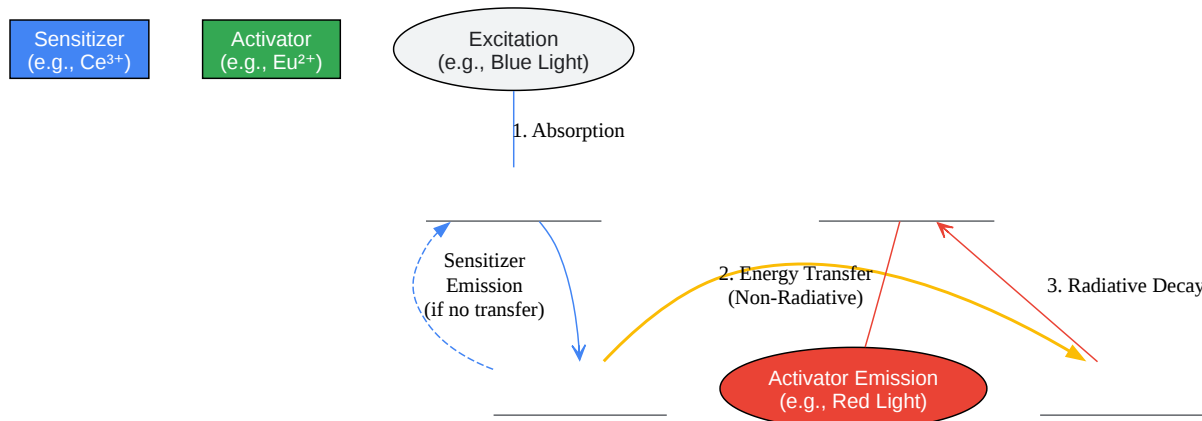 Sensitizer
(e.g., Ce³⁺)
Activator
(e.g., Eu²⁺)
Excitation
(e.g., Blue Light)
1. Absorption
Sensitizer
Emission
(if no transfer)
2. Energy Transfer
(Non-Radiative)
3. Radiative Decay
Activator Emission
(e.g., Red Light)